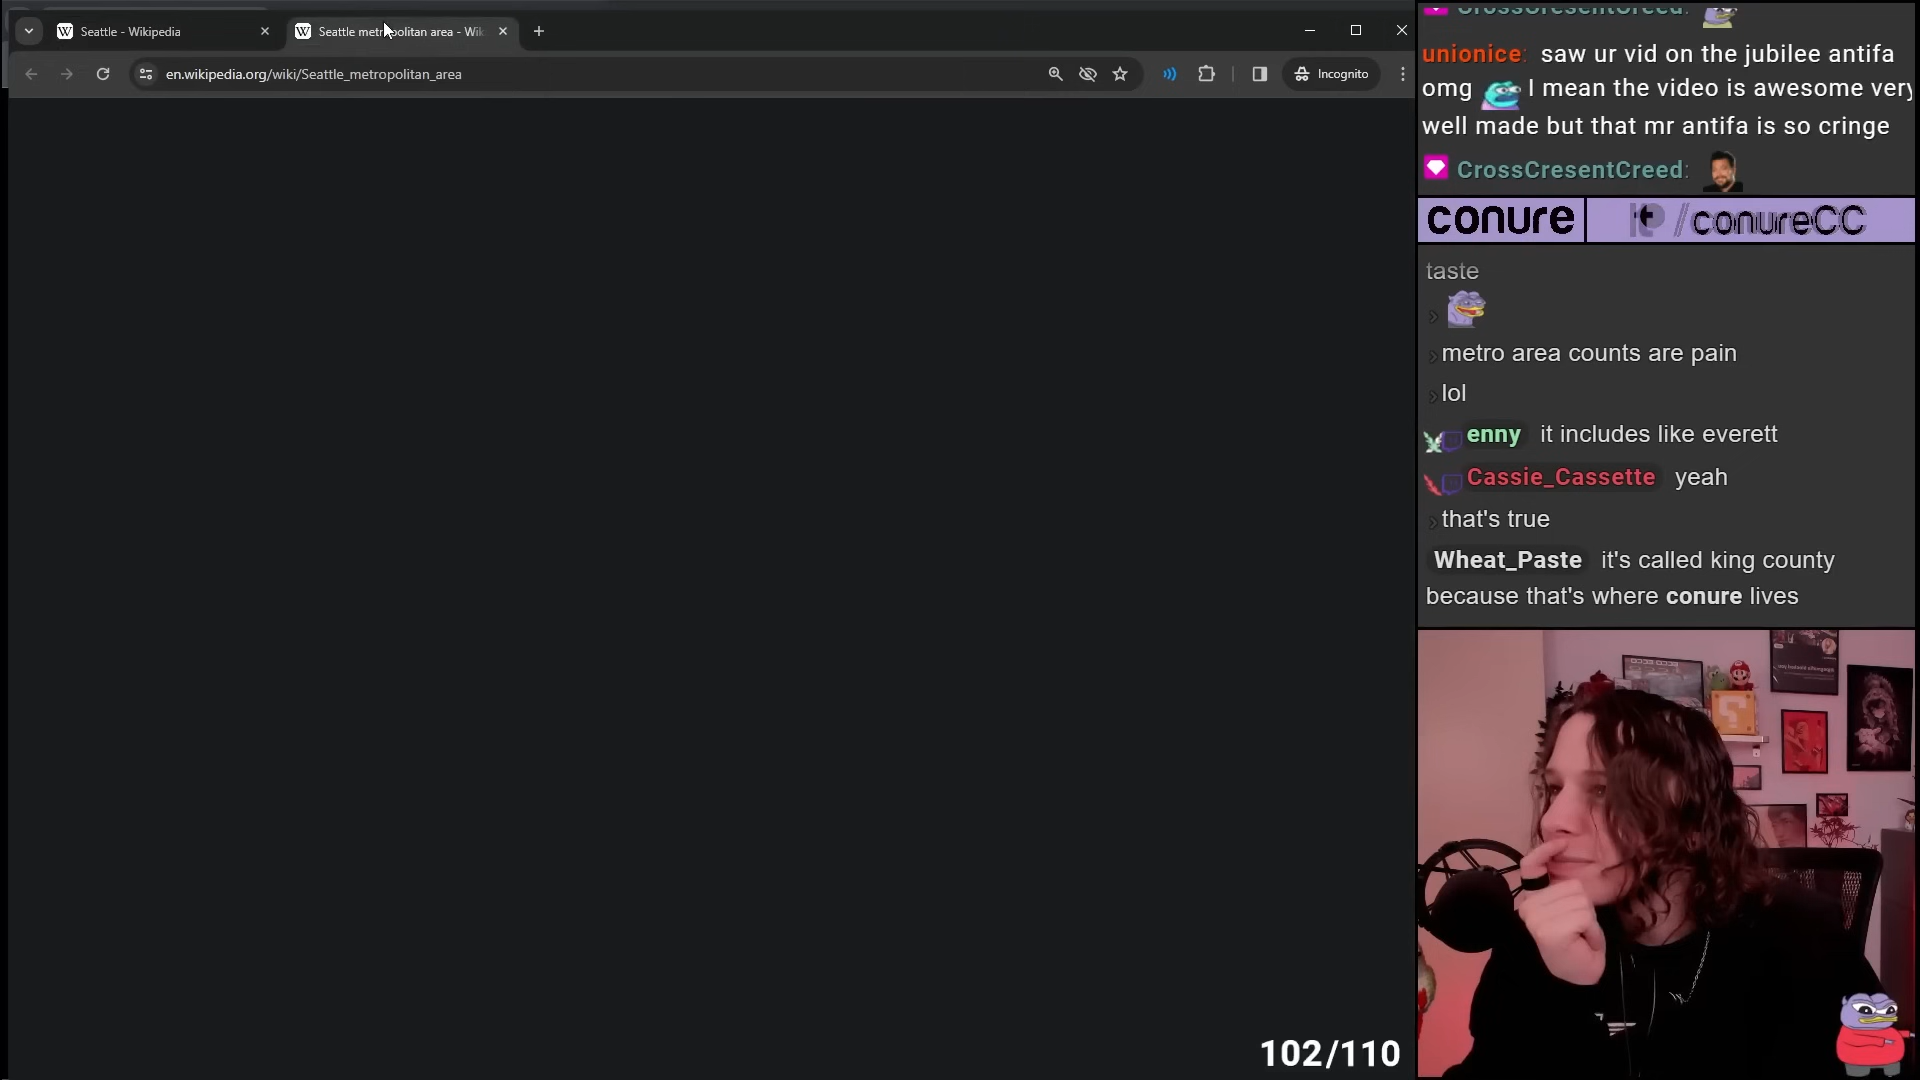 Seattle - Wikipedia
Seattle metropolitan area - Wik
en.wikipedia.org/wiki/Seattle_metropolitan_area
Incognito
CrossCresentCreed:
unionice: saw ur vid on the jubilee antifa
omg I mean the video is awesome very
well made but that mr antifa is so cringe
CrossCresentCreed:
conure
/conureCC
taste
metro area counts are pain
lol
enny it includes like everett
Cassie_Cassette yeah
that's true
Wheat_Paste it's called king county
because that's where conure lives
102/110